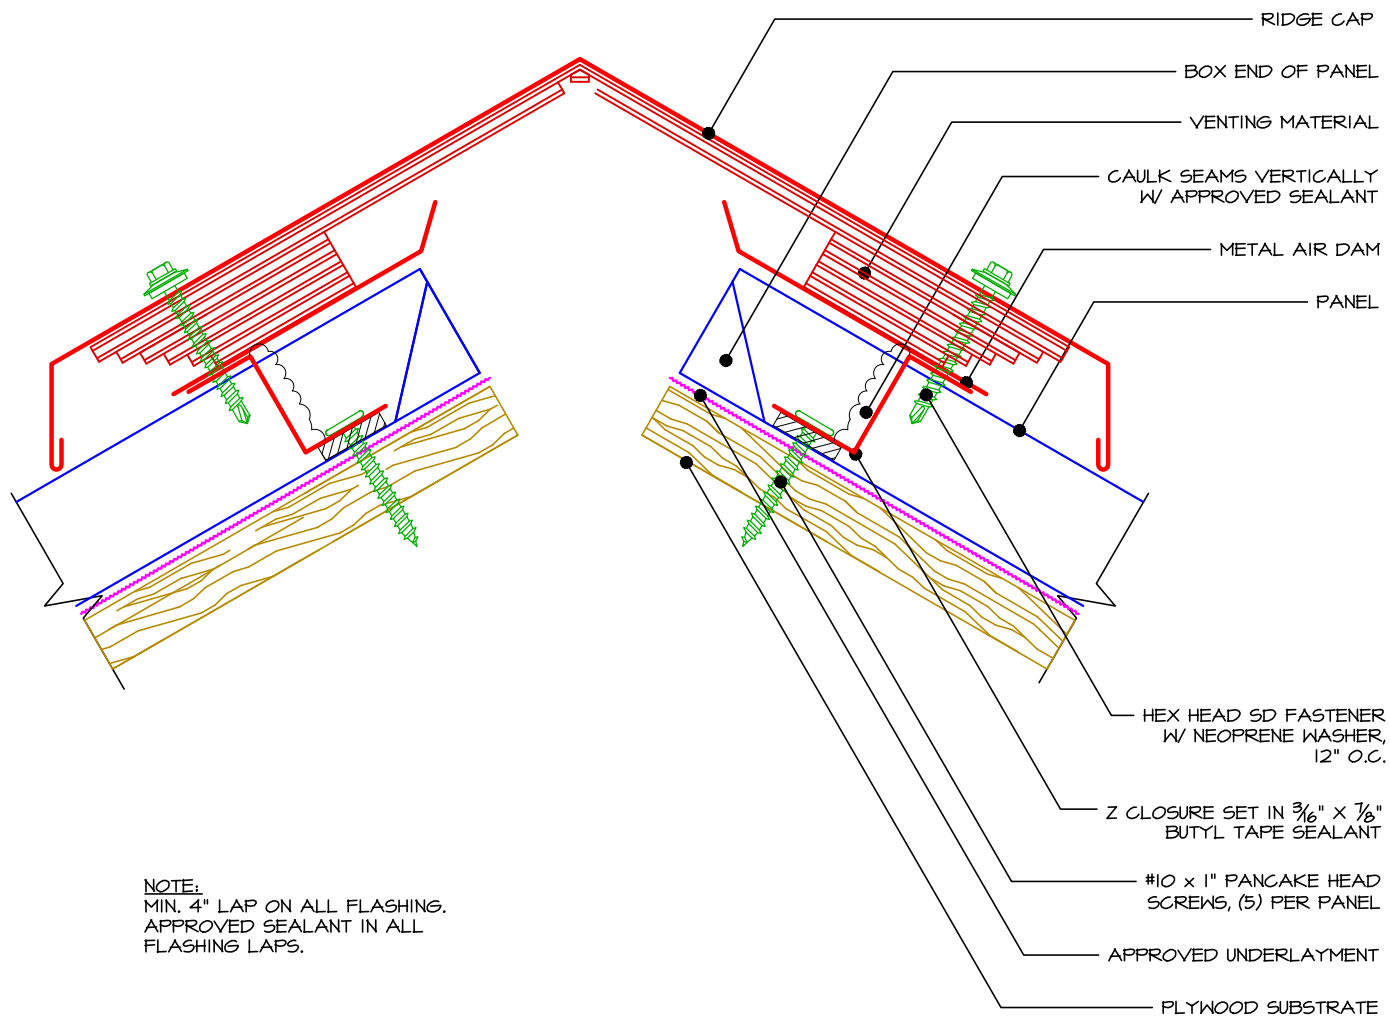 RIDGE CAP
BOX END OF PANEL
VENTING MATERIAL
CAULK SEAMS VERTICALLY
W/ APPROVED SEALANT
METAL AIR DAM
PANEL
HEX HEAD SD FASTENER
W/ NEOPRENE WASHER,
12" O.C.
Z CLOSURE SET IN 3/16" X 7/8"
BUTYL TAPE SEALANT
#10 x 1" PANCAKE HEAD
SCREWS, (5) PER PANEL
APPROVED UNDERLAYMENT
PLYWOOD SUBSTRATE
NOTE:
MIN. 4" LAP ON ALL FLASHING.
APPROVED SEALANT IN ALL
FLASHING LAPS.